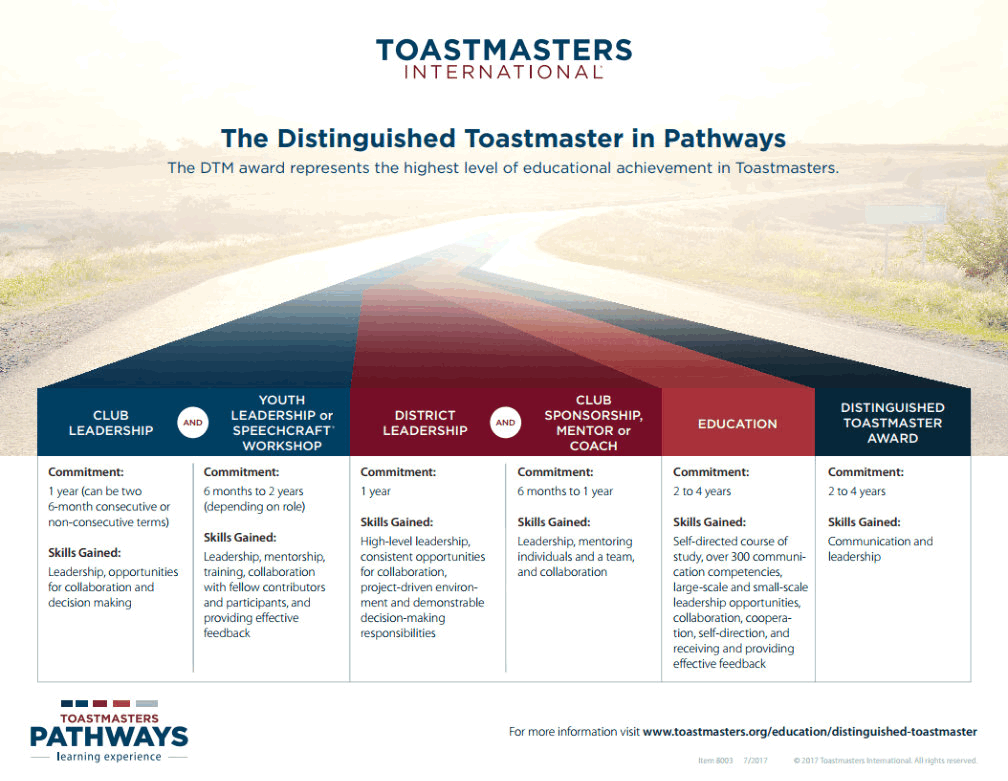 TOASTMASTERS
INTERNATIONAL
The Distinguished Toastmaster in Pathways
The DTM award represents the highest level of educational achievement in Toastmasters.
CLUB
LEADERSHIP
AND
YOUTH
LEADERSHIP or
SPEECHCRAFT
WORKSHOP
DISTRICT
LEADERSHIP
AND
CLUB
SPONSORSHIP,
MENTOR or
COACH
EDUCATION
DISTINGUISHED
TOASTMASTER
AWARD
Commitment:
1 year (can be two
6-month consecutive or
non-consecutive terms)
Skills Gained:
Leadership, opportunities
for collaboration and
decision making
Commitment:
6 months to 2 years
(depending on role)
Skills Gained:
Leadership, mentorship,
training, collaboration
with fellow contributors
and participants, and
providing effective
feedback
Commitment:
1 year
Skills Gained:
High-level leadership,
consistent opportunities
for collaboration,
project-driven environ-
ment and demonstrable
decision-making
responsibilities
Commitment:
6 months to 1 year
Skills Gained:
Leadership, mentoring
individuals and a team,
and collaboration
Commitment:
2 to 4 years
Skills Gained:
Self-directed course of
study, over 300 communi-
cation competencies,
large-scale and small-scale
leadership opportunities,
collaboration, coopera-
tion, self-direction, and
receiving and providing
effective feedback
Commitment:
2 to 4 years
Skills Gained:
Communication and
leadership
TOASTMASTERS
PATHWAYS
learning experience
For more information visit www.toastmasters.org/education/distinguished-toastmaster
Item 8003 7/2017 © 2017 Toastmasters International. All rights reserved.